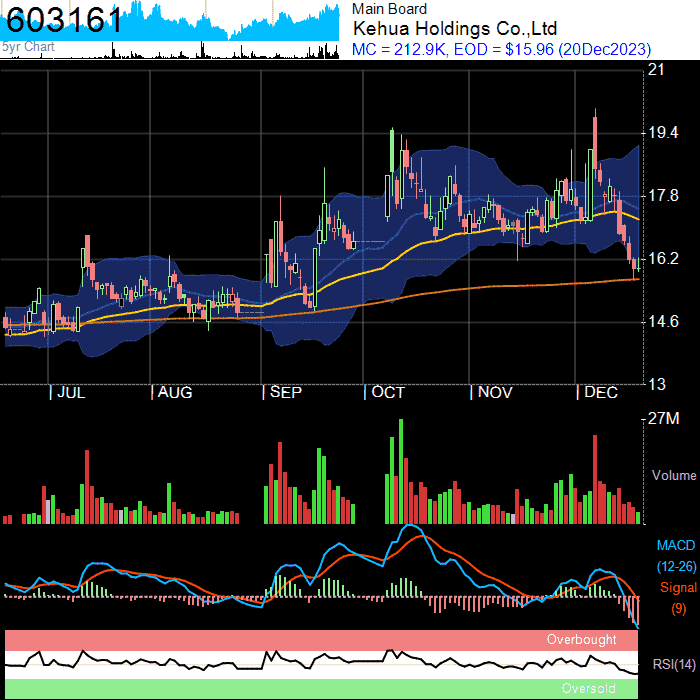 603161
5yr Chart
Main Board
Kehua Holdings Co.,Ltd
MC = 212.9K, EOD = $15.96 (20Dec2023)
21
19.4
17.8
16.2
14.6
13
| JUL | AUG | SEP | OCT | NOV | DEC
27M
Volume
MACD
(12-26)
Signal
(9)
Overbought
RSI(14)
Oversold